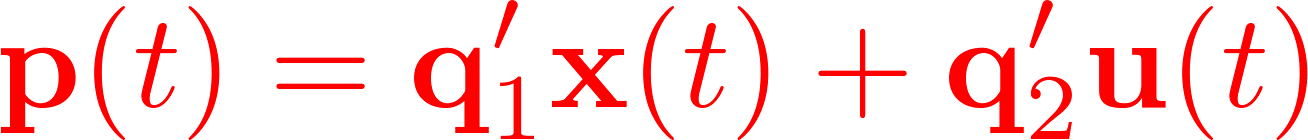 𝐩(t) = 𝐪′₁𝐱(t) + 𝐪′₂𝐮(t)